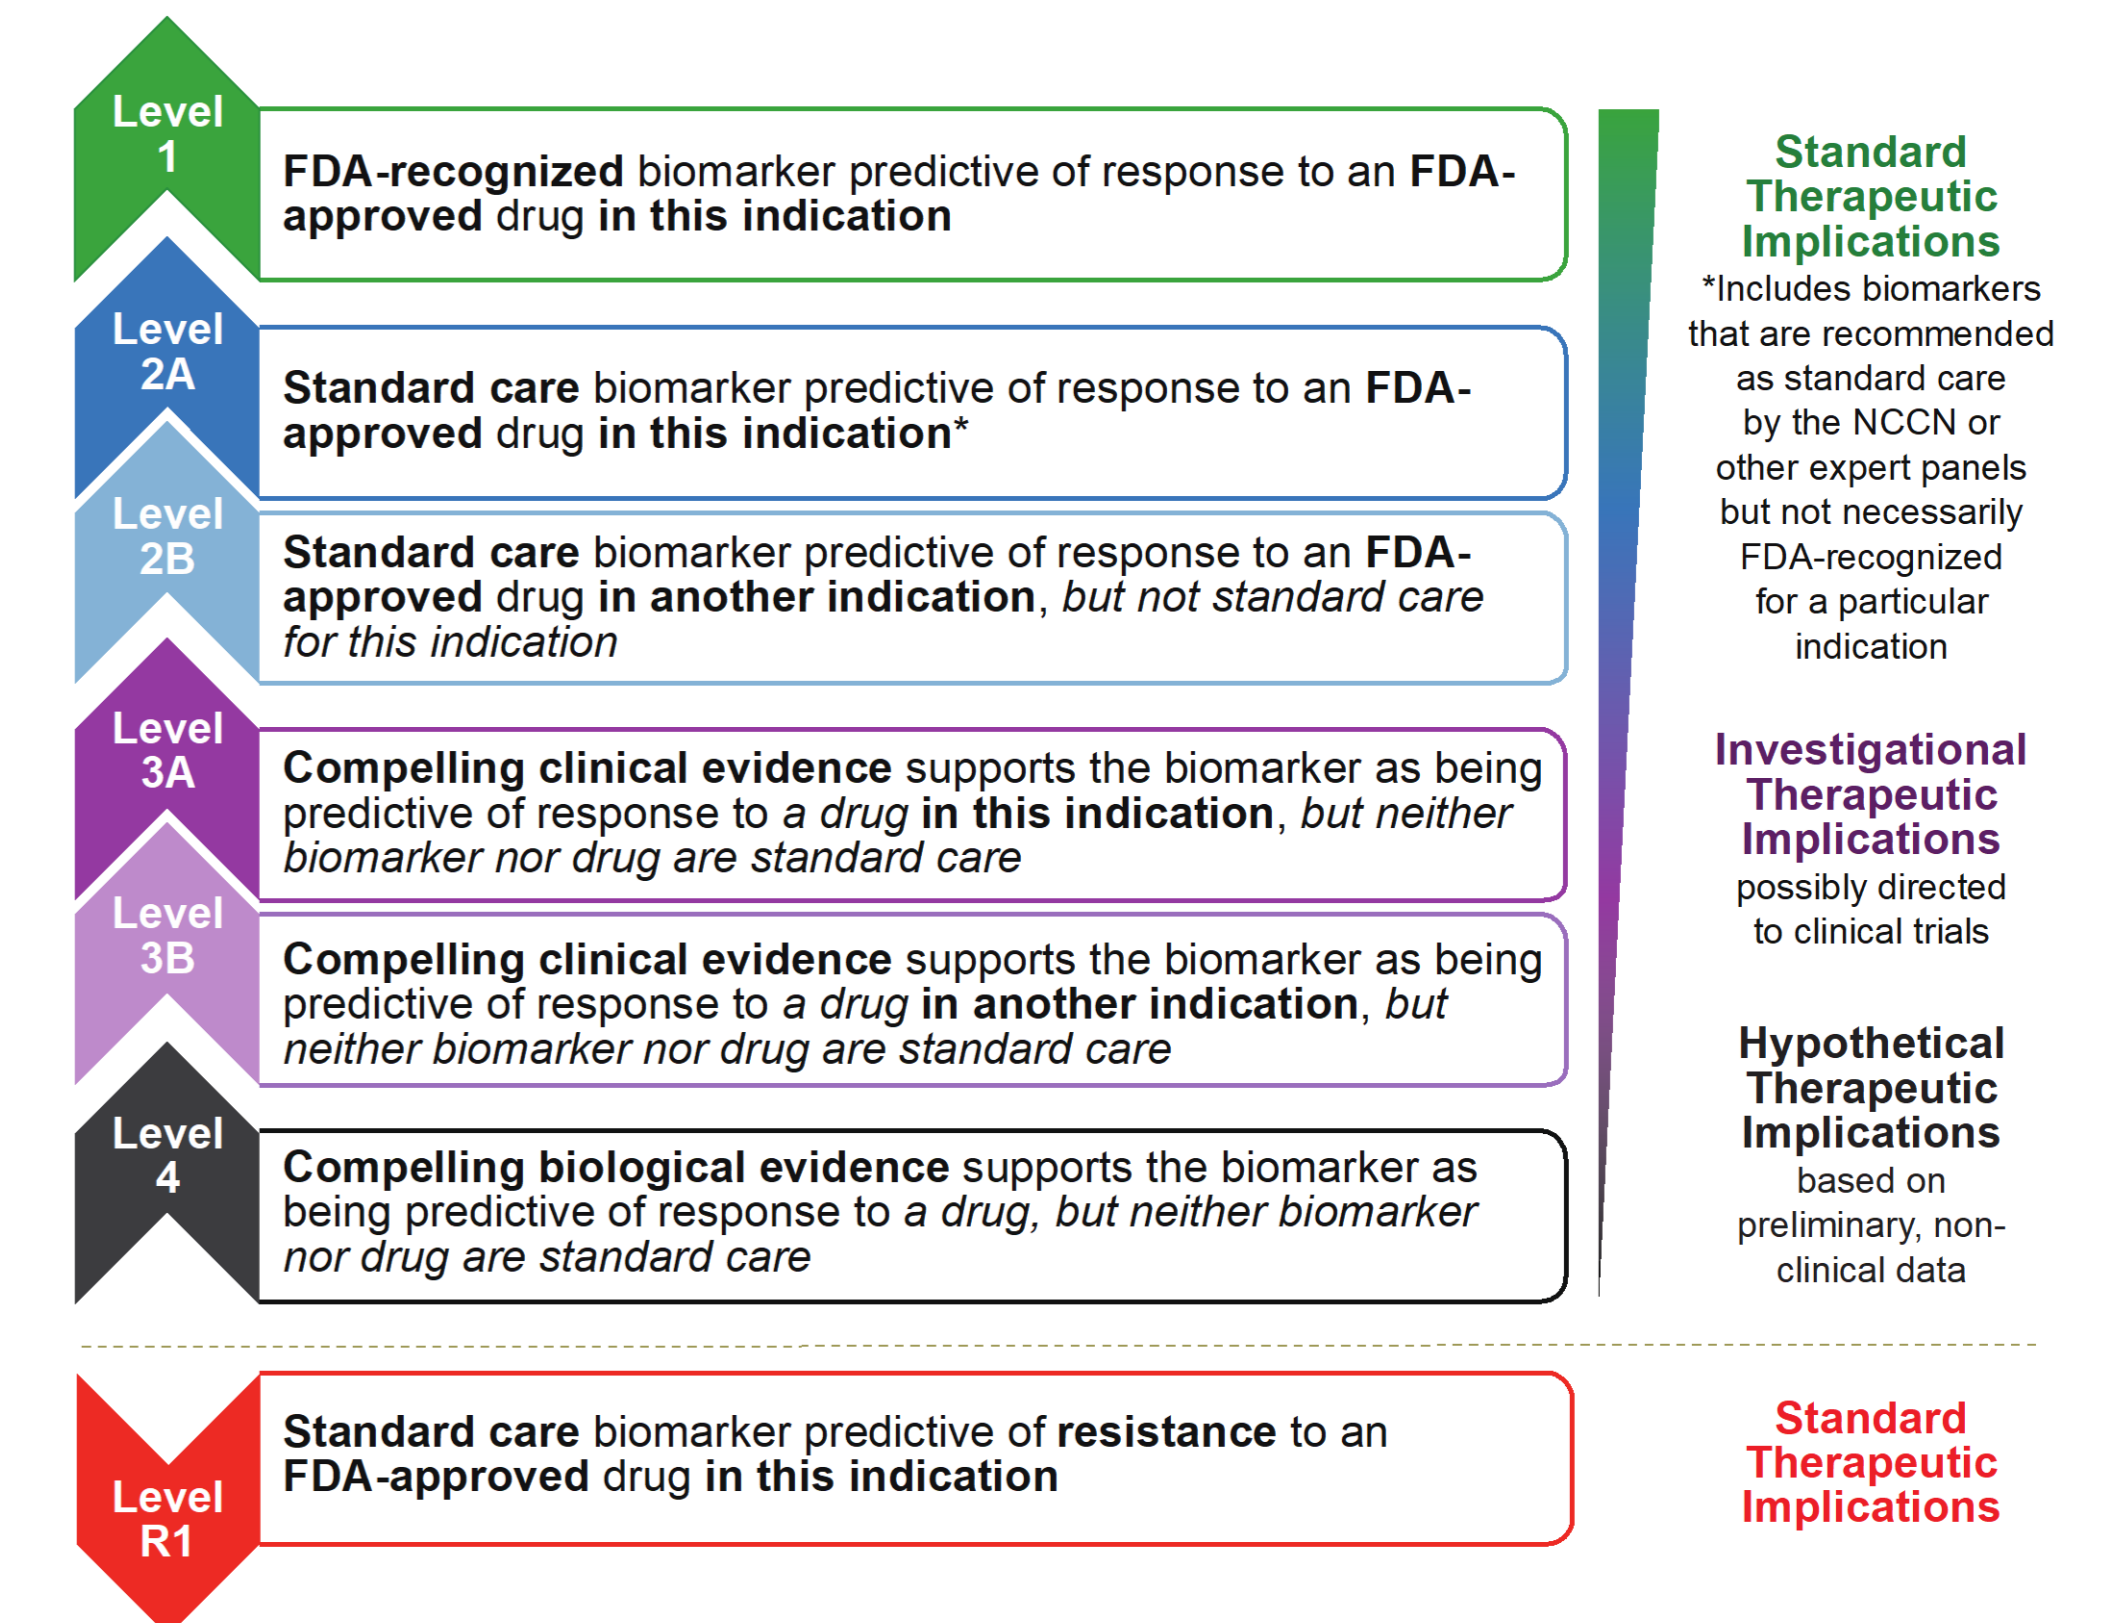 Level
1
FDA-recognized biomarker predictive of response to an FDA-
approved drug in this indication
Level
2A
Standard care biomarker predictive of response to an FDA-
approved drug in this indication*
Level
2B
Standard care biomarker predictive of response to an FDA-
approved drug in another indication, but not standard care
for this indication
Standard
Therapeutic
Implications
*Includes biomarkers
that are recommended
as standard care
by the NCCN or
other expert panels
but not necessarily
FDA-recognized
for a particular
indication
Level
3A
Compelling clinical evidence supports the biomarker as being
predictive of response to a drug in this indication, but neither
biomarker nor drug are standard care
Level
3B
Compelling clinical evidence supports the biomarker as being
predictive of response to a drug in another indication, but
neither biomarker nor drug are standard care
Investigational
Therapeutic
Implications
possibly directed
to clinical trials
Level
4
Compelling biological evidence supports the biomarker as
being predictive of response to a drug, but neither biomarker
nor drug are standard care
Hypothetical
Therapeutic
Implications
based on
preliminary, non-
clinical data
Level
R1
Standard care biomarker predictive of resistance to an
FDA-approved drug in this indication
Standard
Therapeutic
Implications